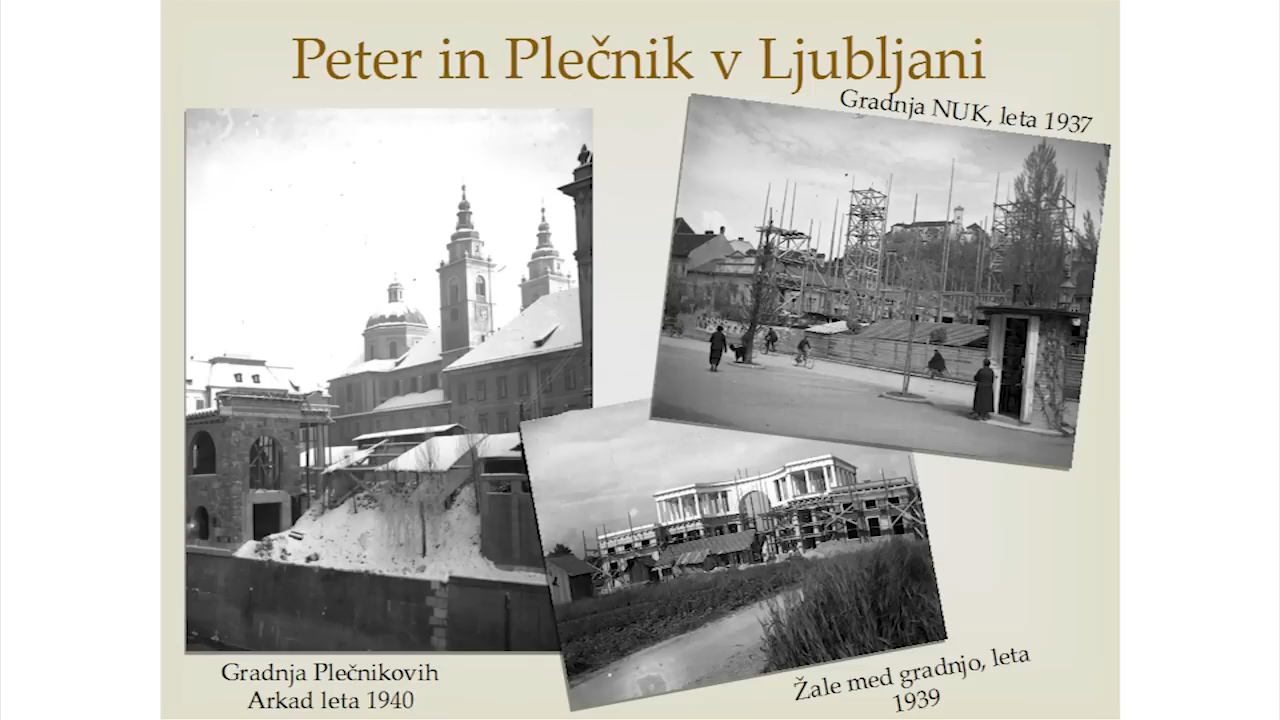 Peter in Plečnik v Ljubljani
Gradnja NUK, leta 1937
Gradnja Plečnikovih
Arkad leta 1940
Žale med gradnjo, leta
1939